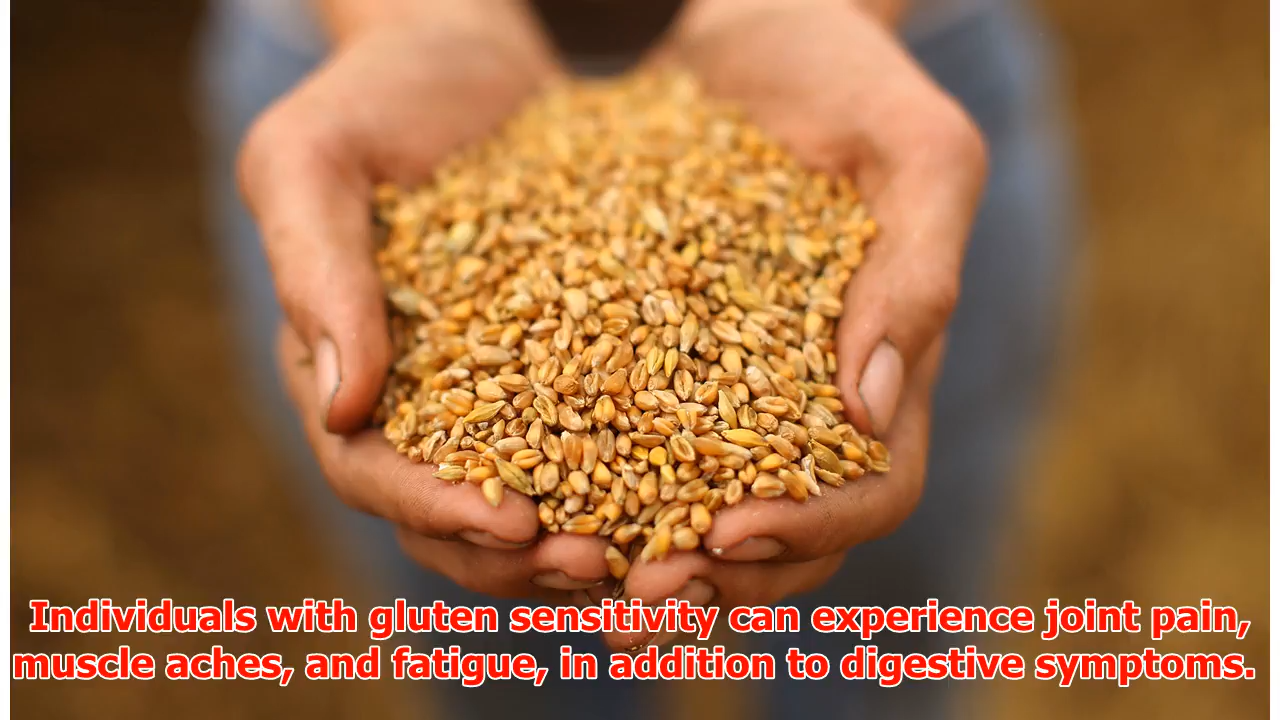 Individuals with gluten sensitivity can experience joint pain,
muscle aches, and fatigue, in addition to digestive symptoms.